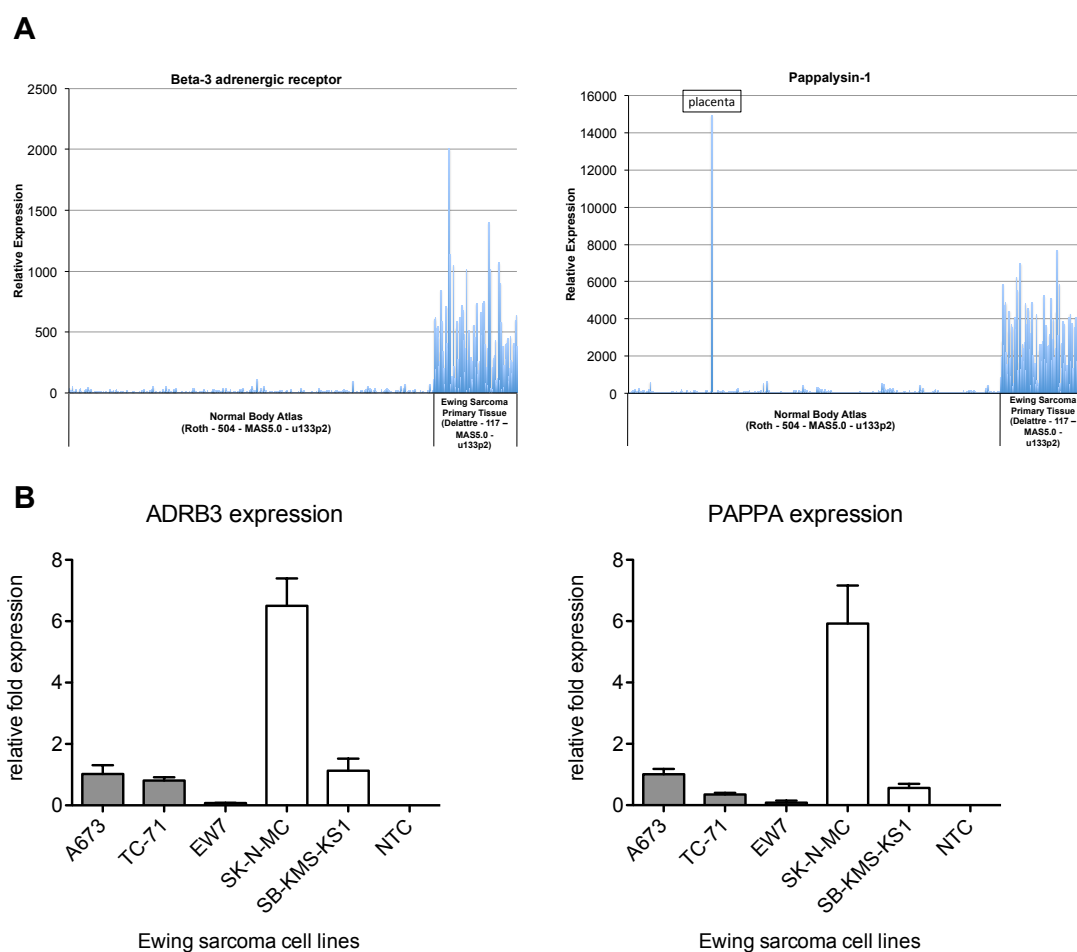 A
Beta-3 adrenergic receptor
Relative Expression
2500
2000
1500
1000
500
0
Normal Body Atlas
(Roth - 504 - MAS5.0 - u133p2)
Ewing Sarcoma
Primary Tissue
(Delattre - 117 –
MAS5.0 -
u133p2)
Pappalysin-1
placenta
Relative Expression
16000
14000
12000
10000
8000
6000
4000
2000
0
Normal Body Atlas
(Roth - 504 - MAS5.0 - u133p2)
Ewing Sarcoma
Primary Tissue
(Delattre - 117 –
MAS5.0 -
u133p2)
B
ADRB3 expression
relative fold expression
8
6
4
2
0
A673
TC-71
EW7
SK-N-MC
SB-KMS-KS1
NTC
Ewing sarcoma cell lines
PAPPA expression
relative fold expression
8
6
4
2
0
A673
TC-71
EW7
SK-N-MC
SB-KMS-KS1
NTC
Ewing sarcoma cell lines